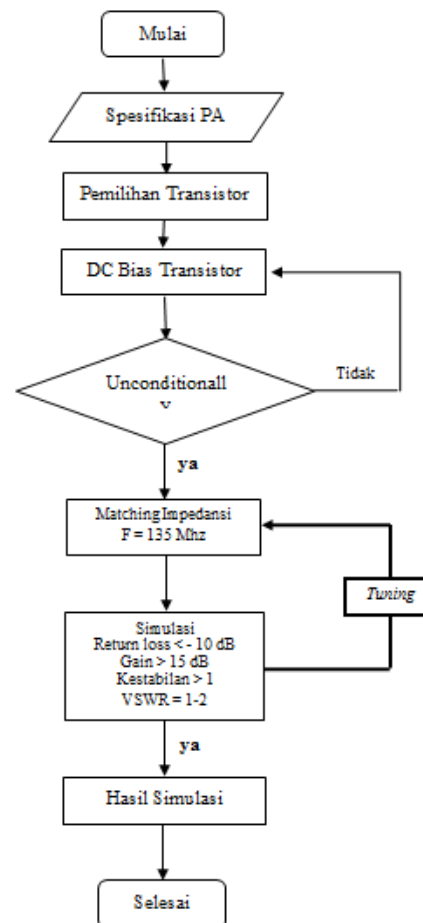 Mulai
Spesifikasi PA
Pemilihan Transistor
DC Bias Transistor
Unconditionall
y
Tidak
ya
Matching Impedansi
F = 135 Mhz
Tuning
Simulasi
Return loss < - 10 dB
Gain > 15 dB
Kestabilan > 1
VSWR = 1-2
ya
Hasil Simulasi
Selesai